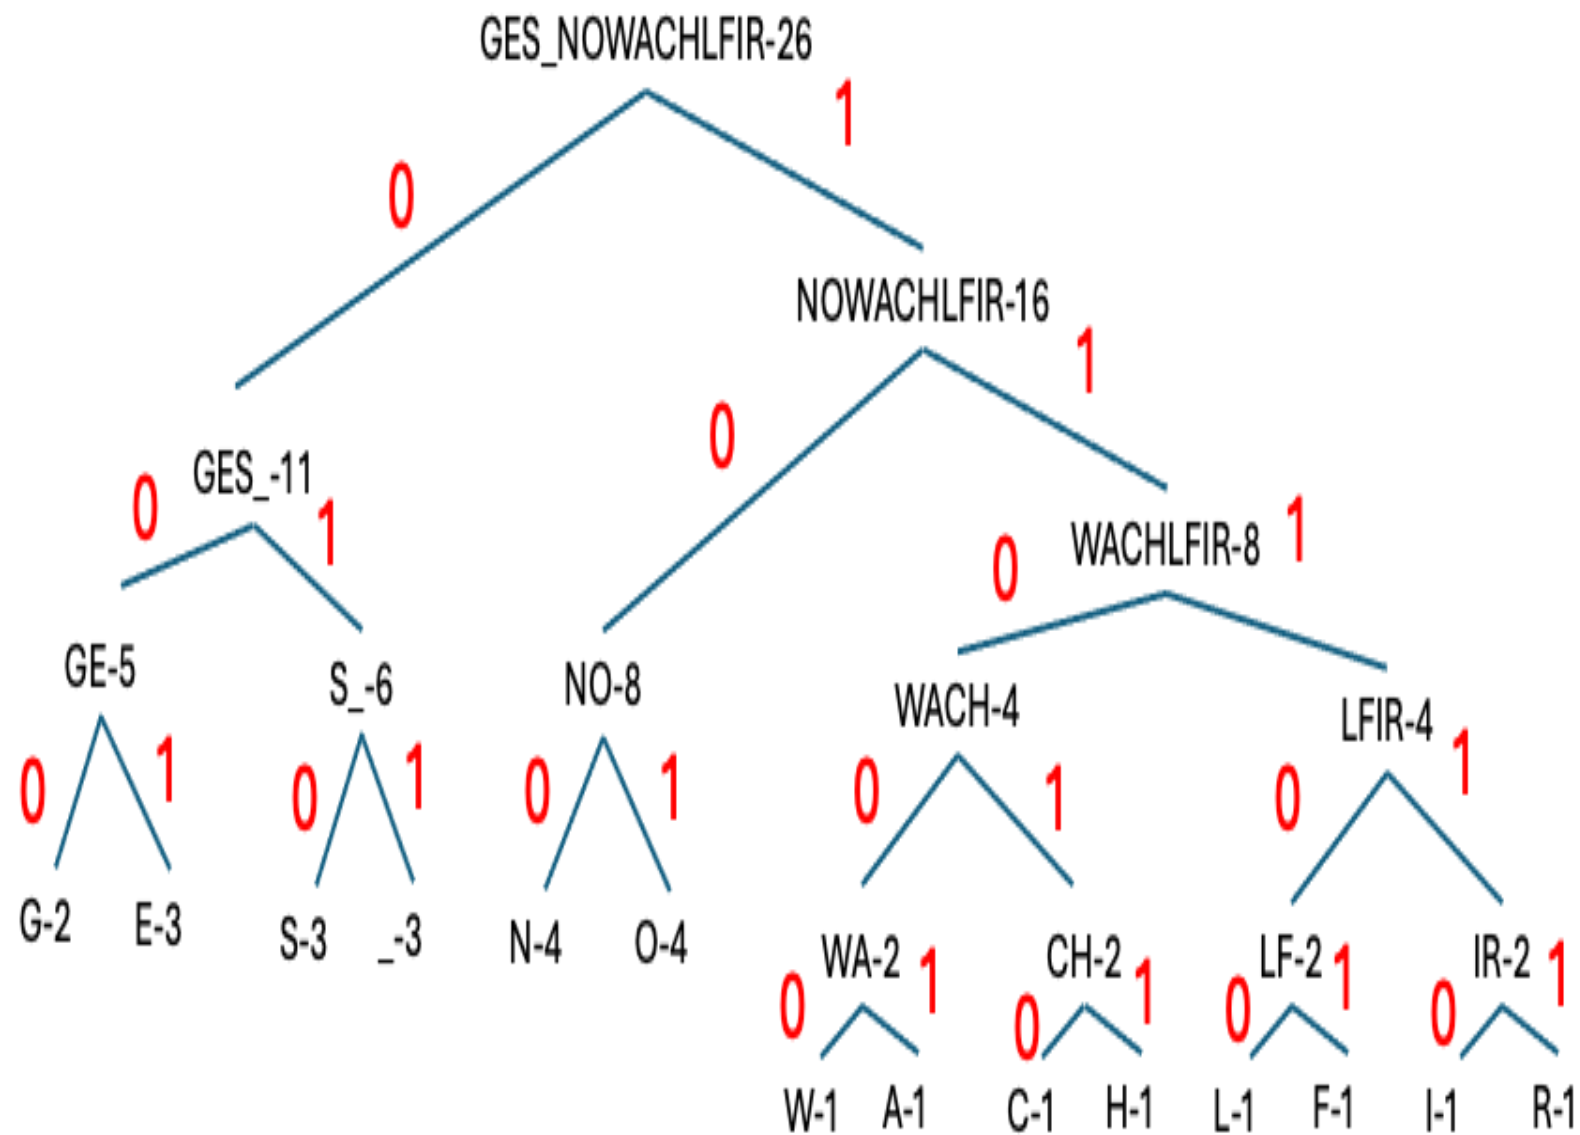 GES_NOWACHLFIR-26
1
0
NOWACHLFIR-16
1
0
GES_-11
0
1
WACHLFIR-8
1
0
GE-5
S_-6
NO-8
WACH-4
LFIR-4
0
1
0
1
0
1
0
1
0
1
G-2
E-3
S-3
_-3
N-4
O-4
WA-2
CH-2
LF-2
IR-2
0
1
0
1
0
1
0
1
W-1
A-1
C-1
H-1
L-1
F-1
I-1
R-1